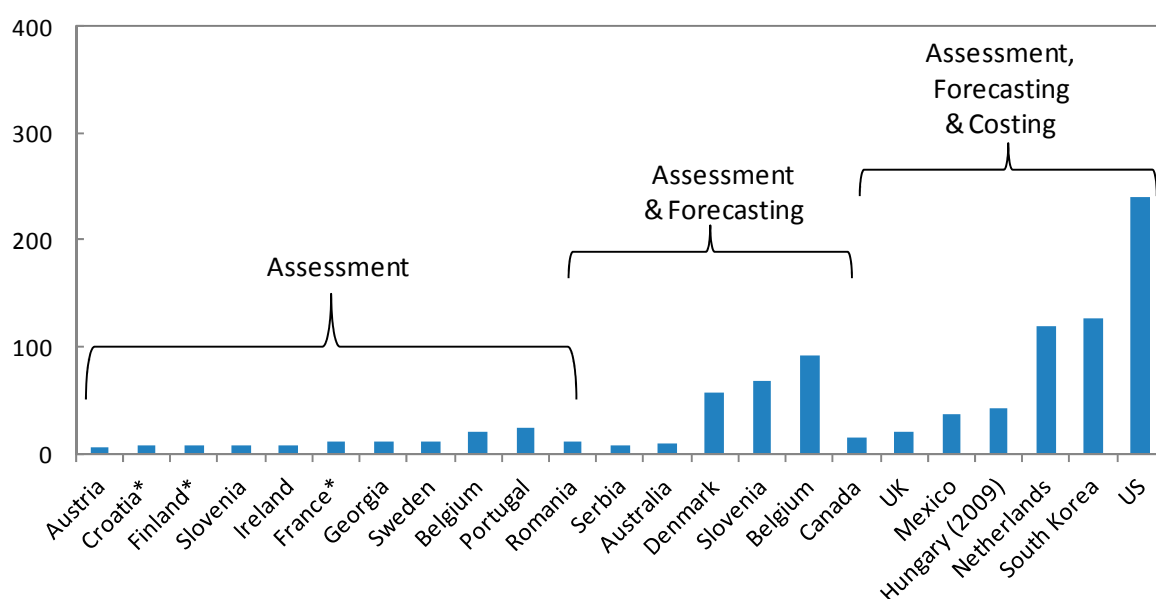 400
300
200
100
0
Assessment
Assessment
& Forecasting
Assessment,
Forecasting
& Costing
Austria
Croatia*
Finland*
Slovenia
Ireland
France*
Georgia
Sweden
Belgium
Portugal
Romania
Serbia
Australia
Denmark
Slovenia
Belgium
Canada
UK
Mexico
Hungary (2009)
Netherlands
South Korea
US